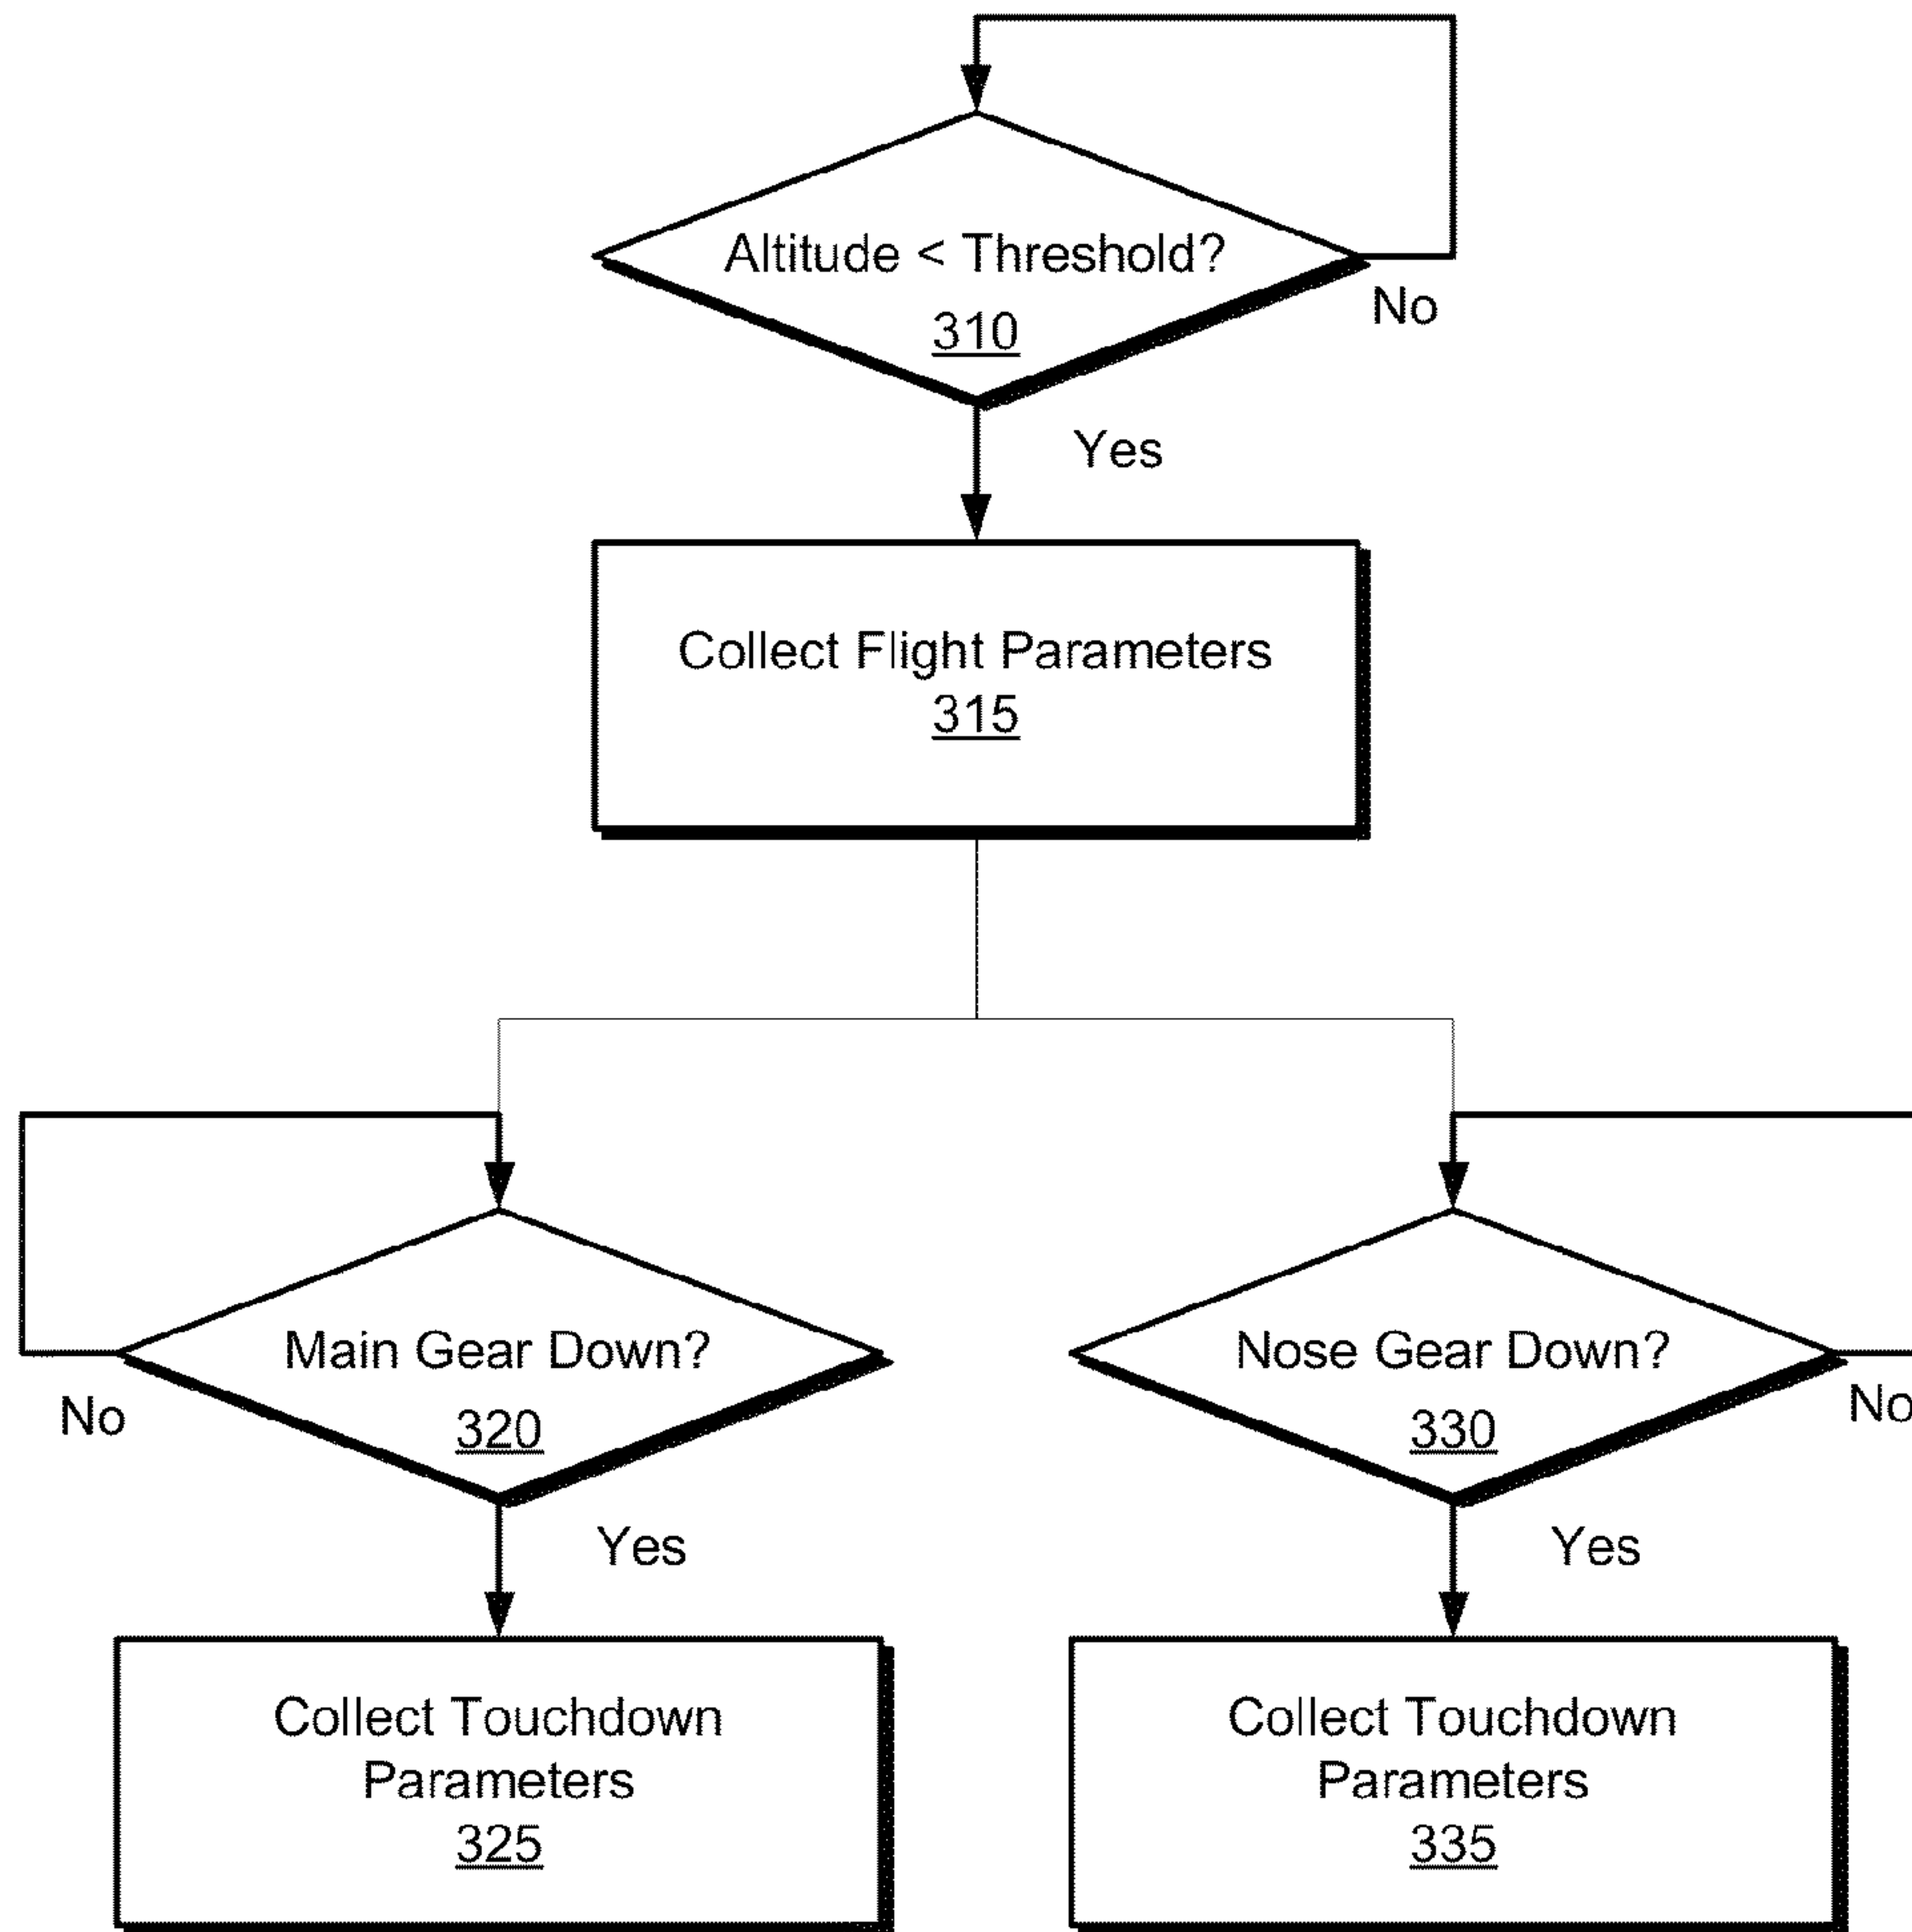 Altitude < Threshold?
310
No
Yes
Collect Flight Parameters
315
Main Gear Down?
320
No
Yes
Nose Gear Down?
330
No
Yes
Collect Touchdown
Parameters
325
Collect Touchdown
Parameters
335